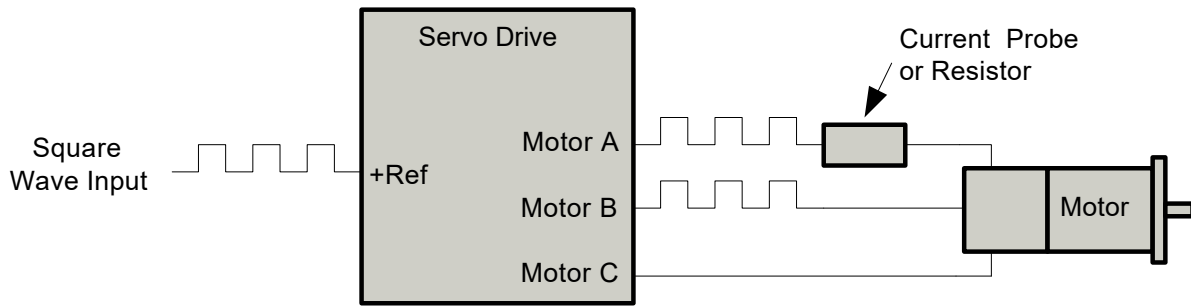 Servo Drive
Current Probe
or Resistor
Square
Wave Input
+Ref
Motor A
Motor B
Motor C
Motor